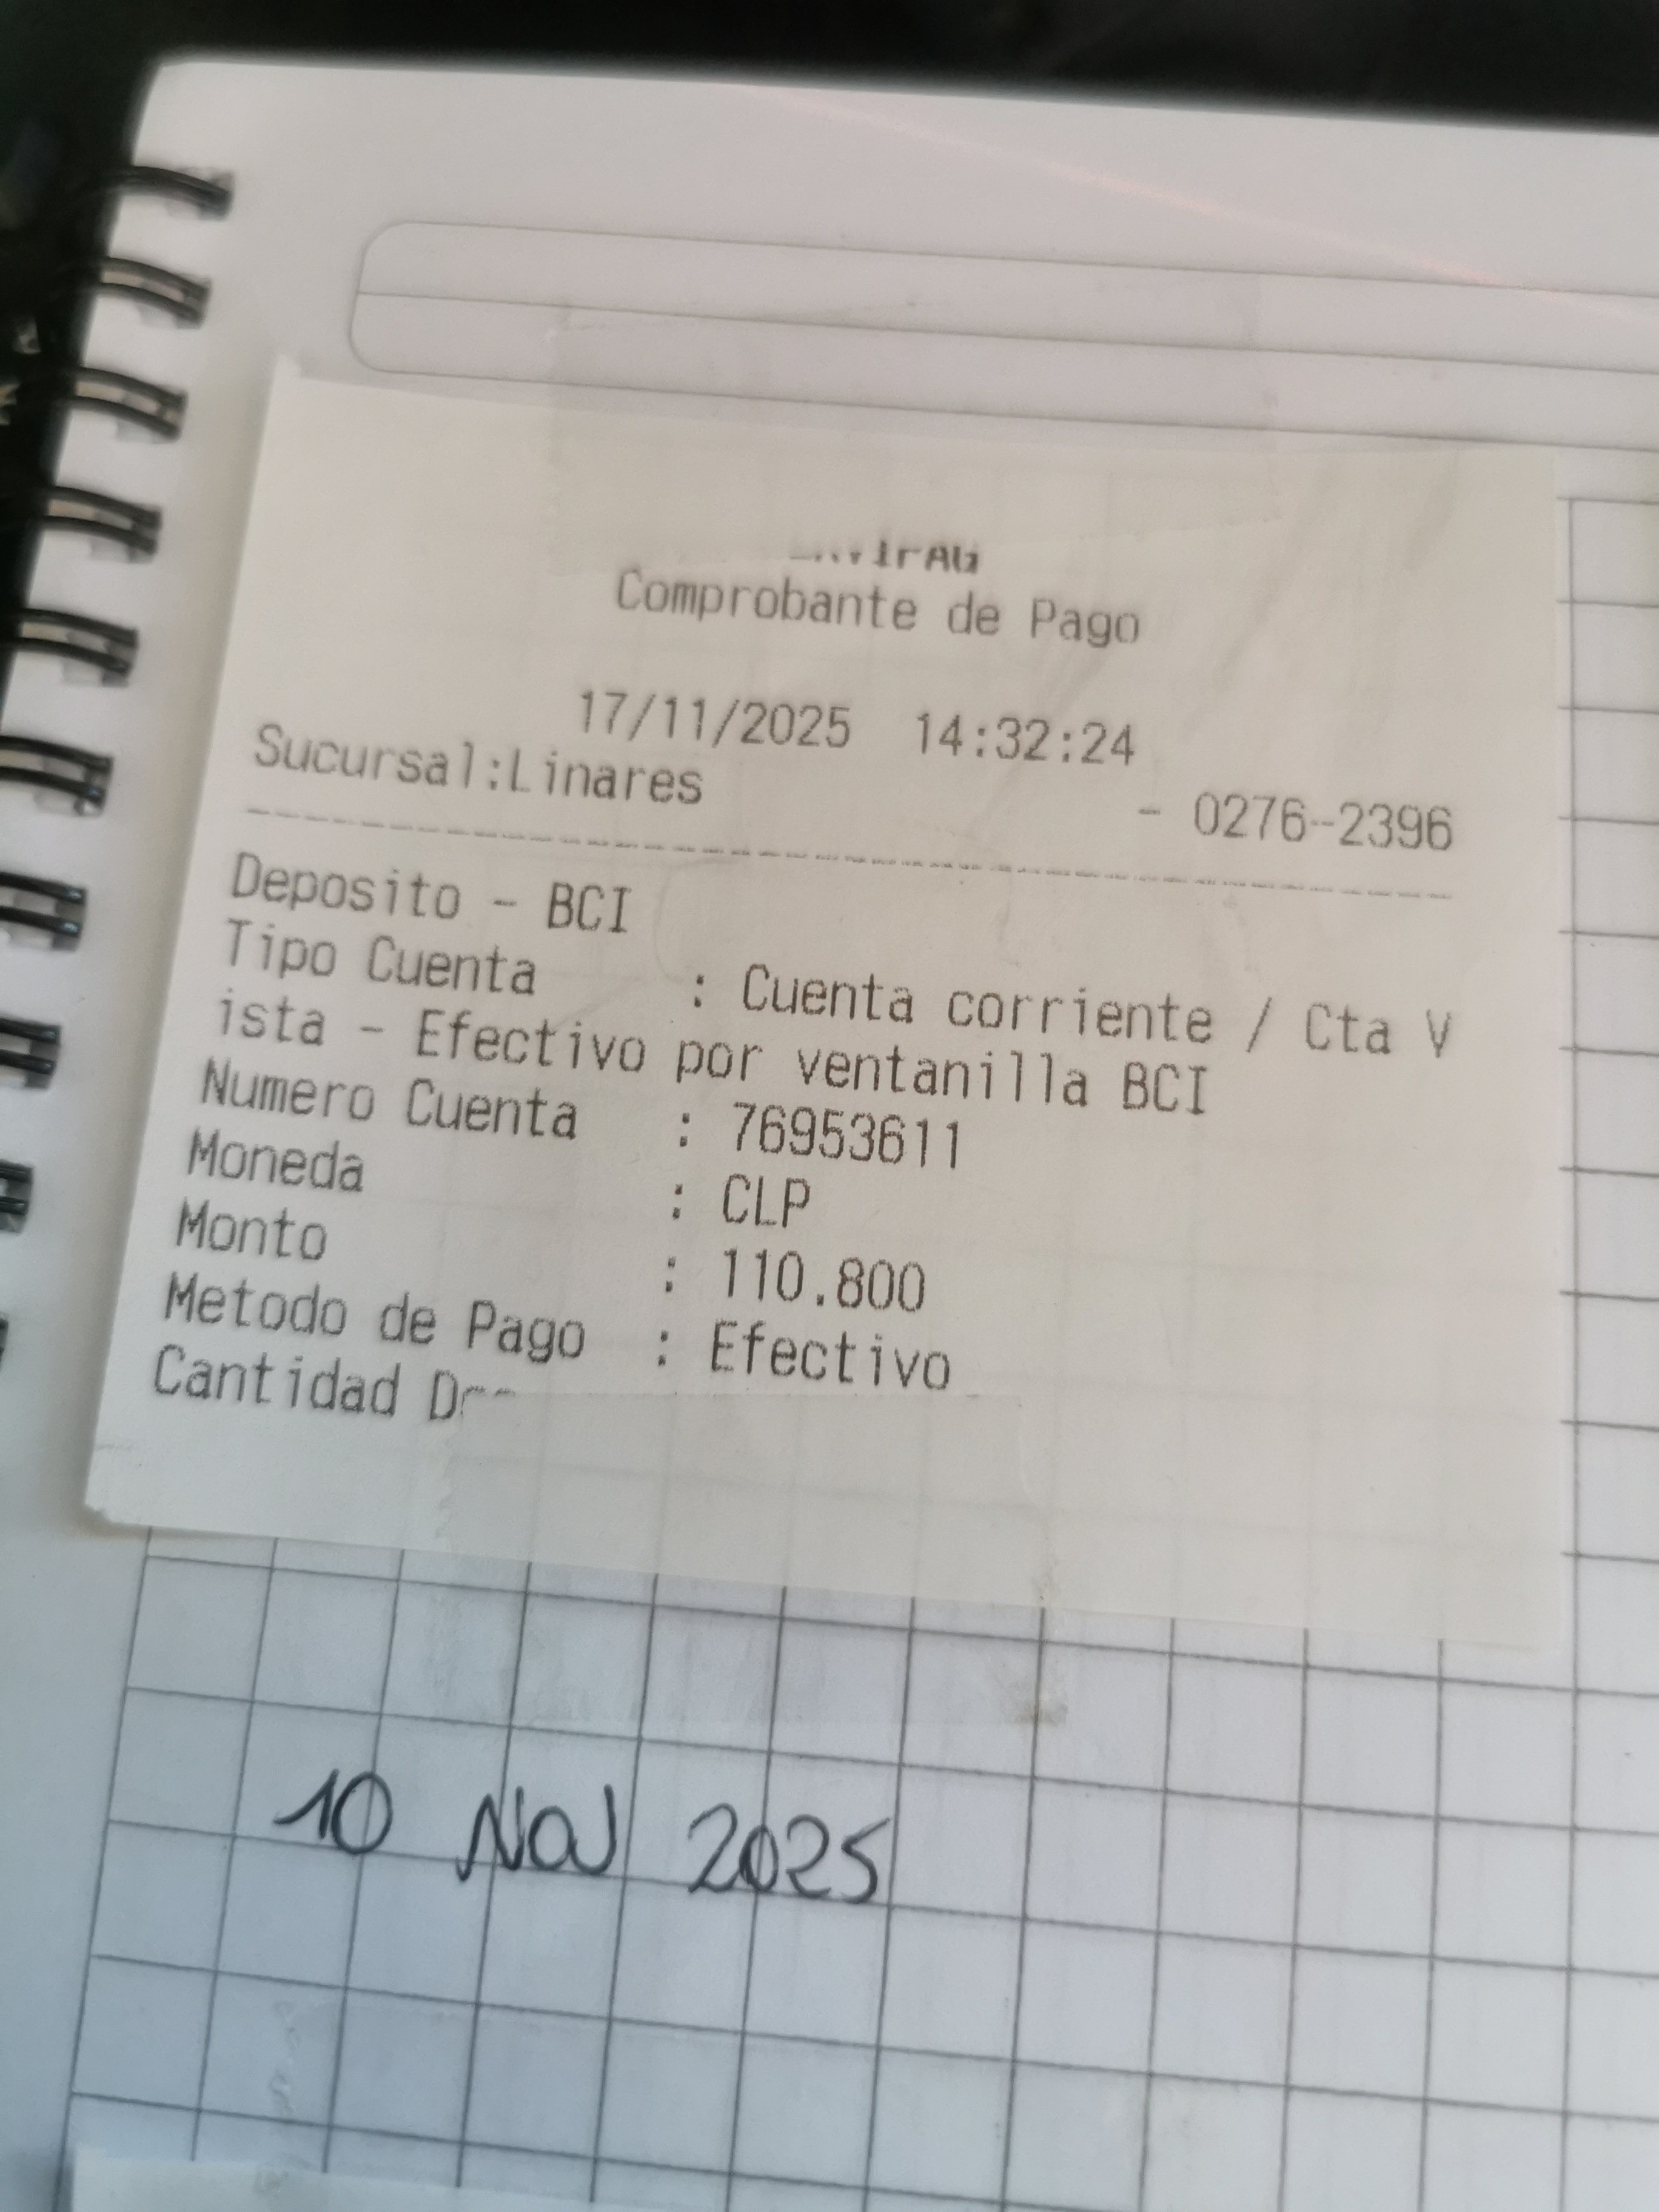 Comprobante de Pago
17/11/2025 14:32:24
Sucursal:Linares - 0276-2396
Deposito - BCI
Tipo Cuenta : Cuenta corriente / Cta V
ista - Efectivo por ventanilla BCI
Numero Cuenta : 76953611
Moneda : CLP
Monto : 110.800
Metodo de Pago : Efectivo
Cantidad
10 NOV 2025